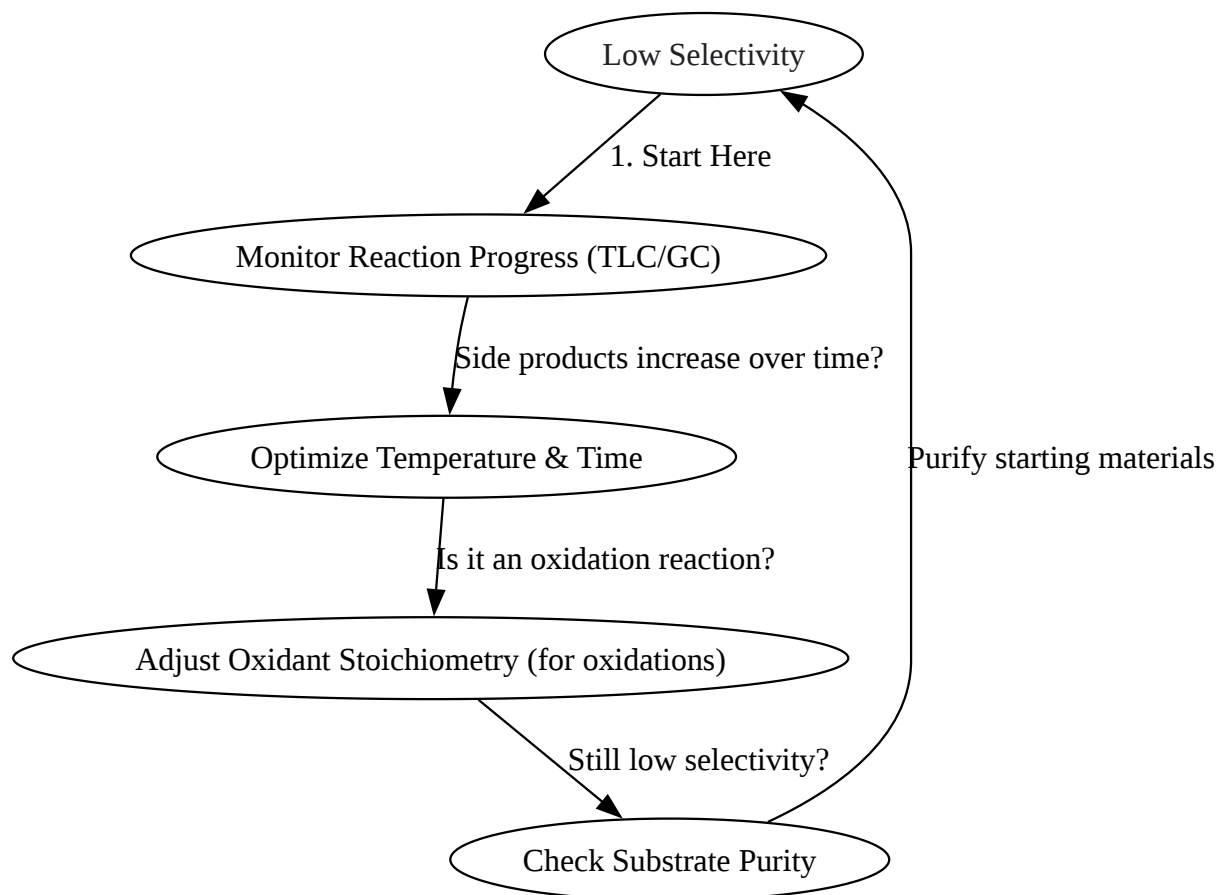 Low Selectivity
1. Start Here
Monitor Reaction Progress (TLC/GC)
Side products increase over time?
Optimize Temperature & Time
Purify starting materials
Is it an oxidation reaction?
Adjust Oxidant Stoichiometry (for oxidations)
Still low selectivity?
Check Substrate Purity